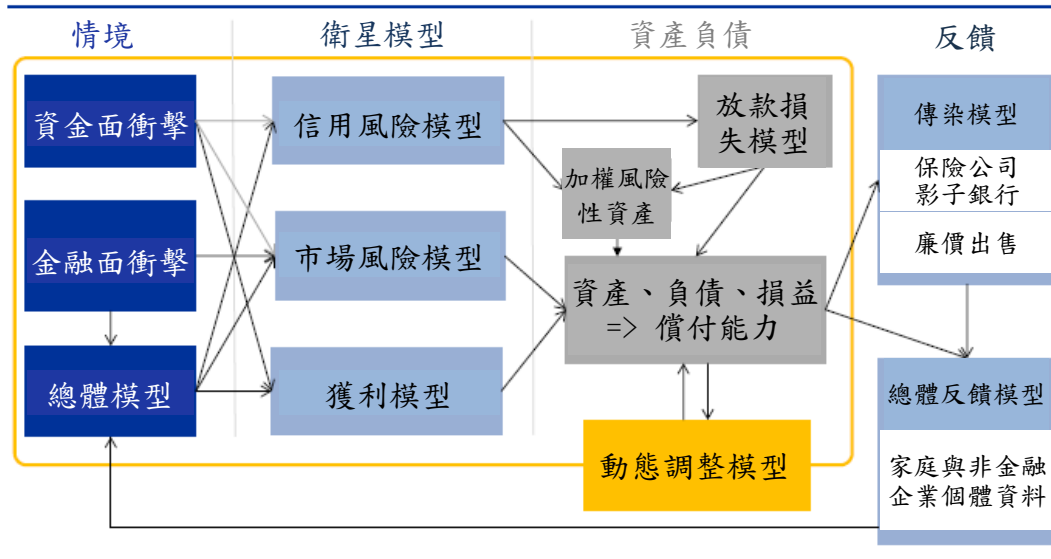 情境
衛星模型
資產負債
反饋
資金面衝擊
金融面衝擊
總體模型
信用風險模型
市場風險模型
獲利模型
放款損
失模型
加權風險
性資產
資產、負債、損益
=> 償付能力
動態調整模型
傳染模型
保險公司
影子銀行
廉價出售
總體反饋模型
家庭與非金融
企業個體資料